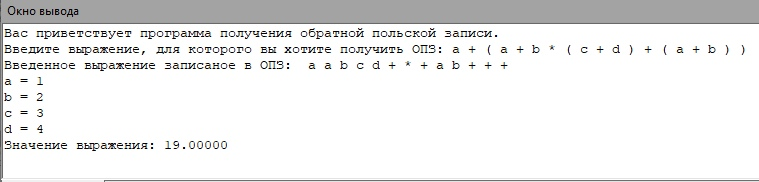 Окно вывода
Вас приветствует программа получения обратной польской записи.
Введите выражение, для которого вы хотите получить ОПЗ: a + ( a + b * ( c + d ) + ( a + b ) )
Введенное выражение записаное в ОПЗ:  a a b c d + * + a b + + +
a = 1
b = 2
c = 3
d = 4
Значение выражения: 19.00000